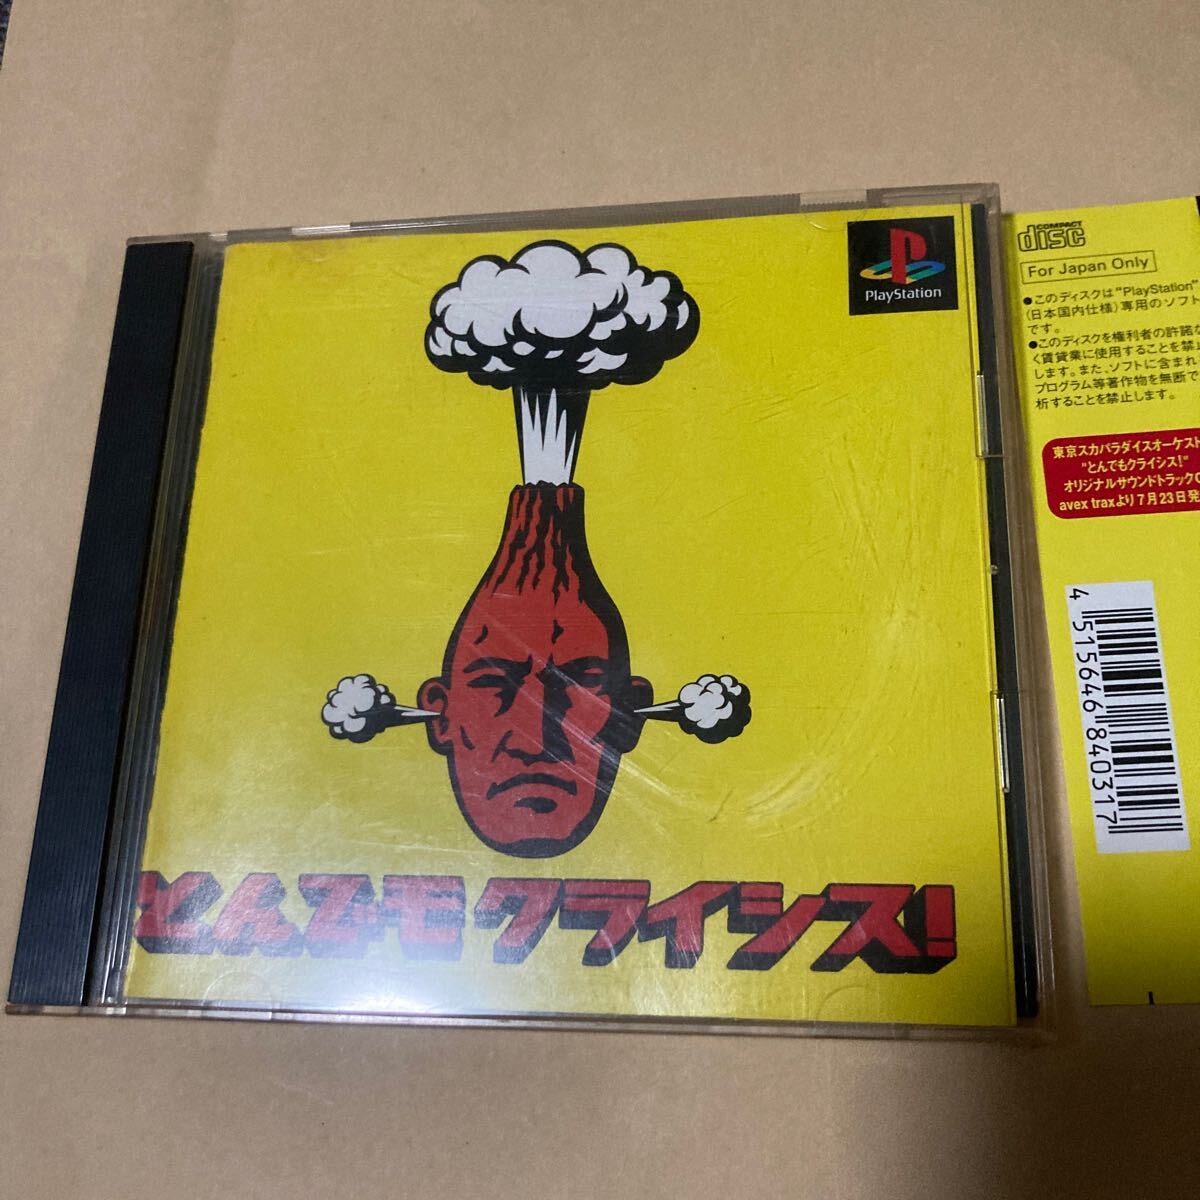 PlayStation
とんでモクライシス!
COMPACT
disc
For Japan Only
●このディスクは"PlayStation"
(日本国内仕様)専用のソフト
です。
●このディスクを権利者の許諾な
く賃貸業に使用することを禁止
します。また、ソフトに含まれ
プログラム等著作物を無断で
析することを禁止します。
東京スカパラダイスオーケスト
"とんでもクライシス!"
オリジナルサウンドトラックC
avex traxより7月23日発
4 515646 840317